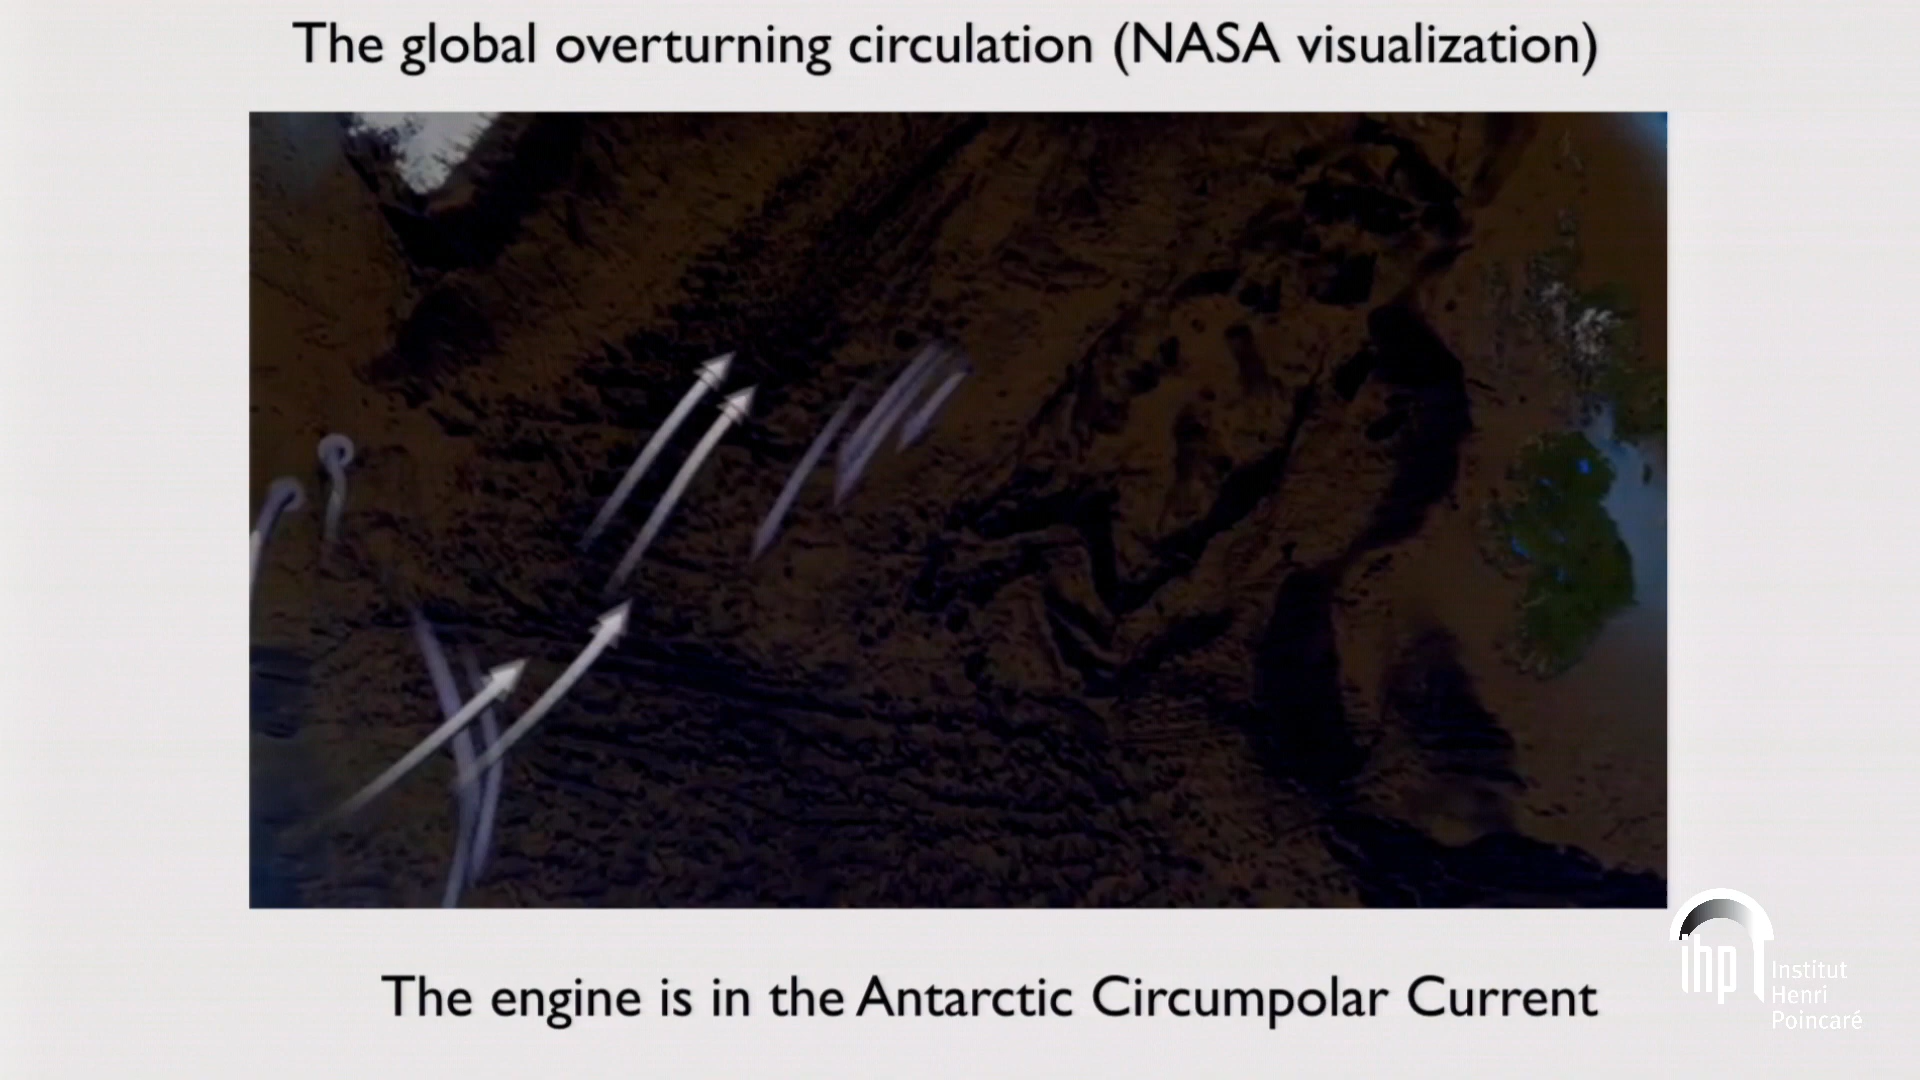 The global overturning circulation (NASA visualization)
The engine is in the Antarctic Circumpolar Current
ihp
Institut
Henri
Poincaré